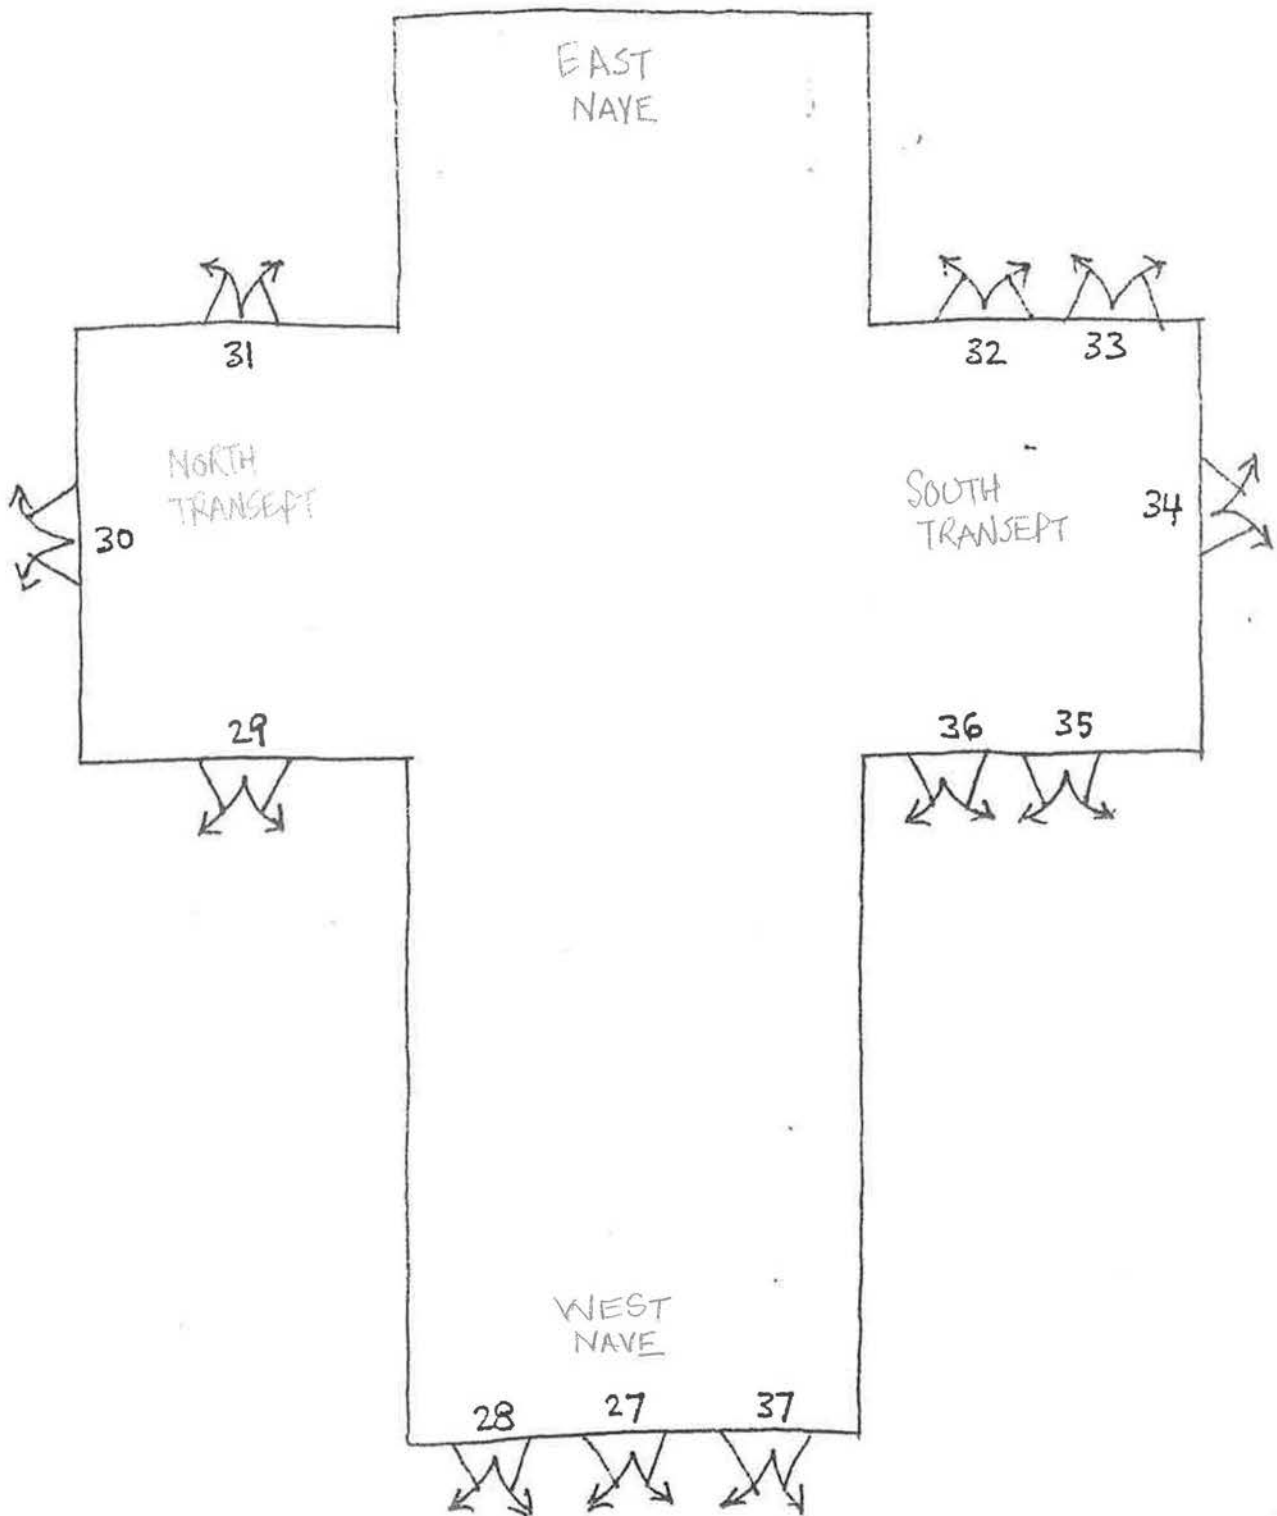 EAST
NAVE
31
32 33
NORTH
TRANSEPT
SOUTH
TRANSEPT
34
30
29
36 35
WEST
NAVE
28 27 37